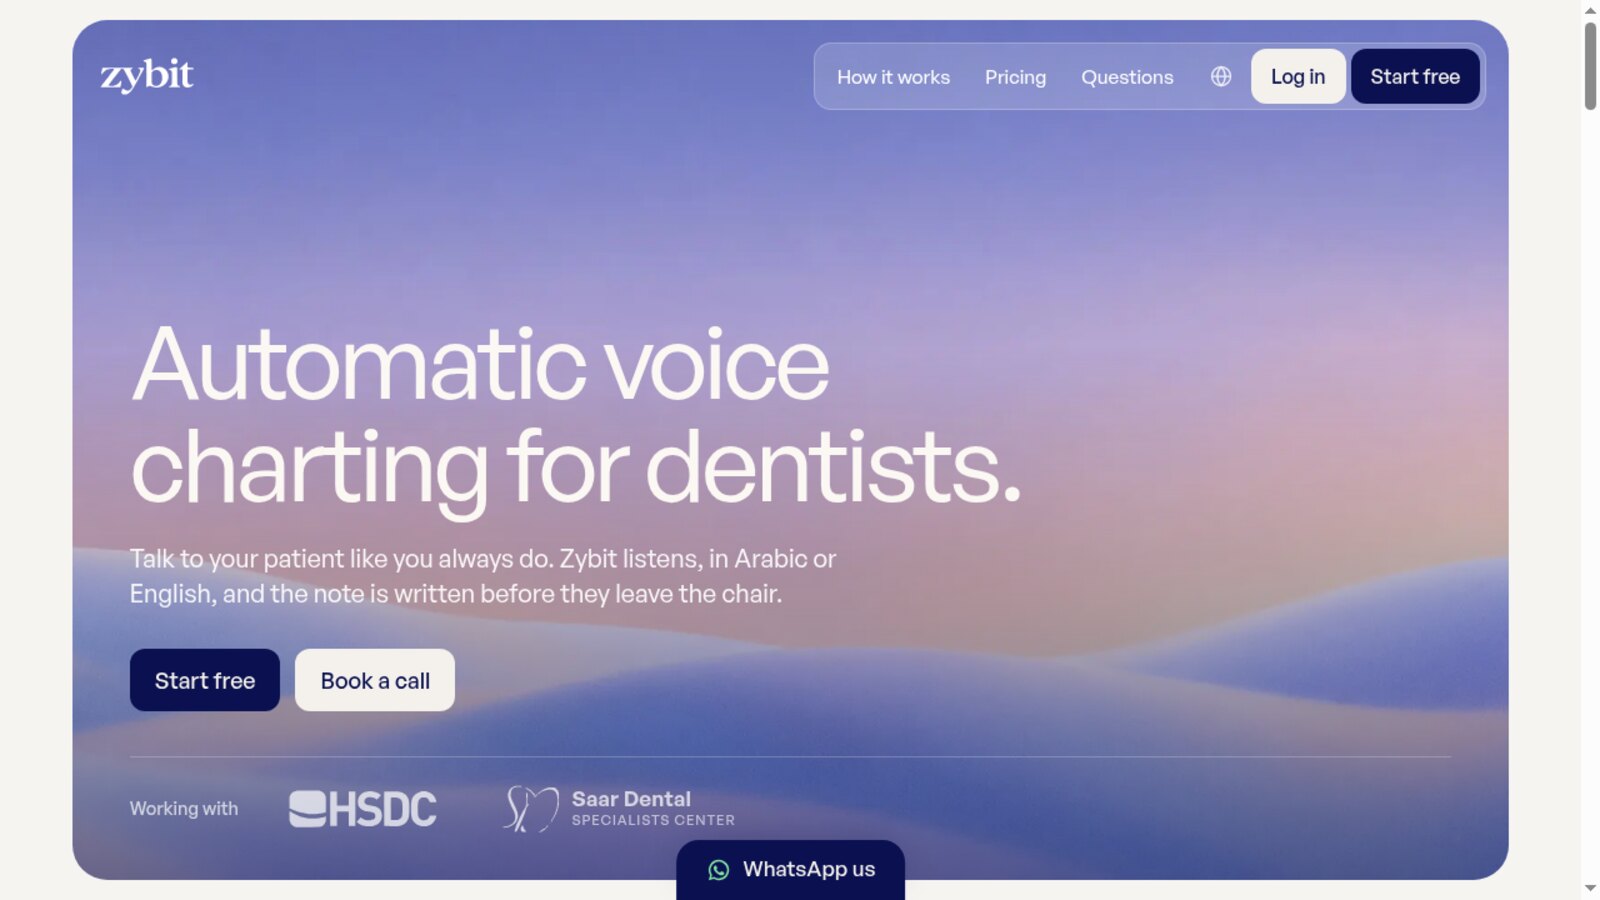 zybit
How it works
Pricing
Questions
Log in
Start free
Automatic voice
charting for dentists.
Talk to your patient like you always do. Zybit listens, in Arabic or
English, and the note is written before they leave the chair.
Start free
Book a call
Working with
HSDC
Saar Dental
SPECIALISTS CENTER
WhatsApp us